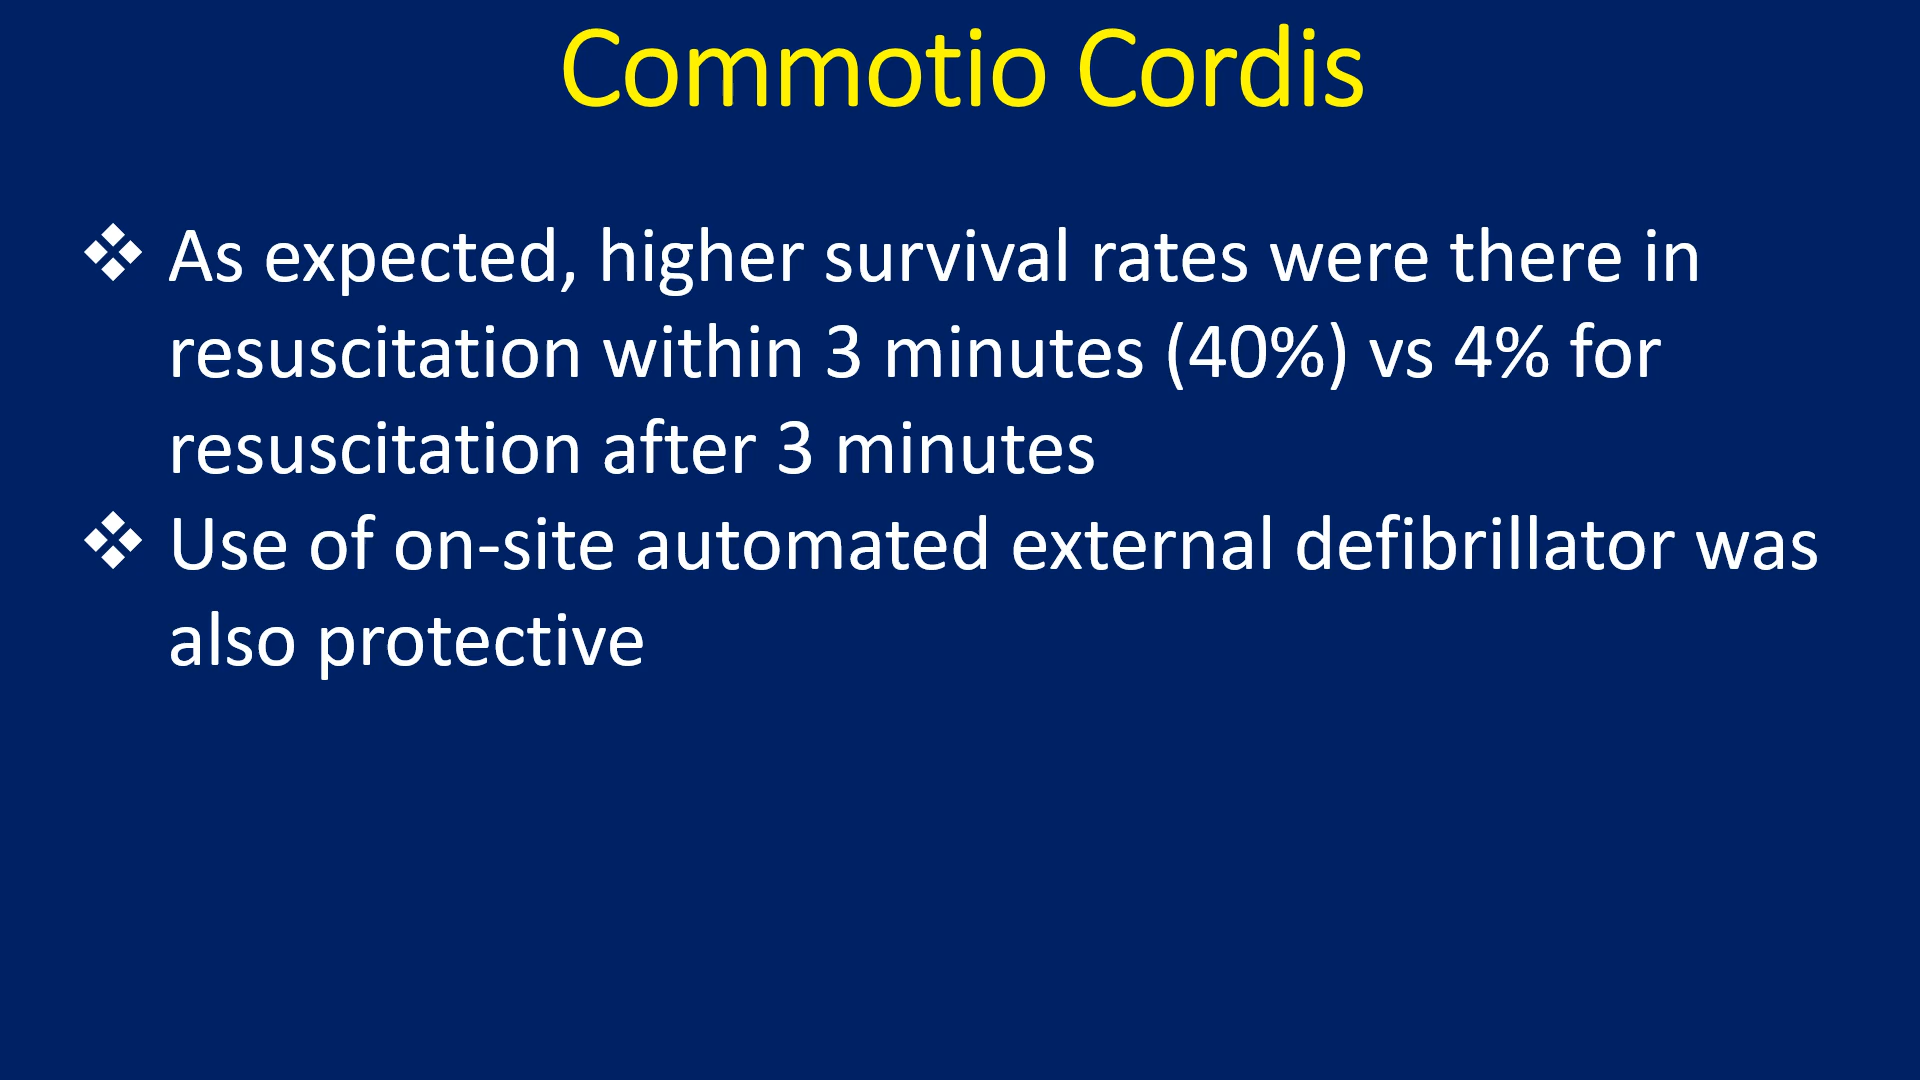 Commotio Cordis
❖ As expected, higher survival rates were there in
resuscitation within 3 minutes (40%) vs 4% for
resuscitation after 3 minutes
❖ Use of on-site automated external defibrillator was
also protective